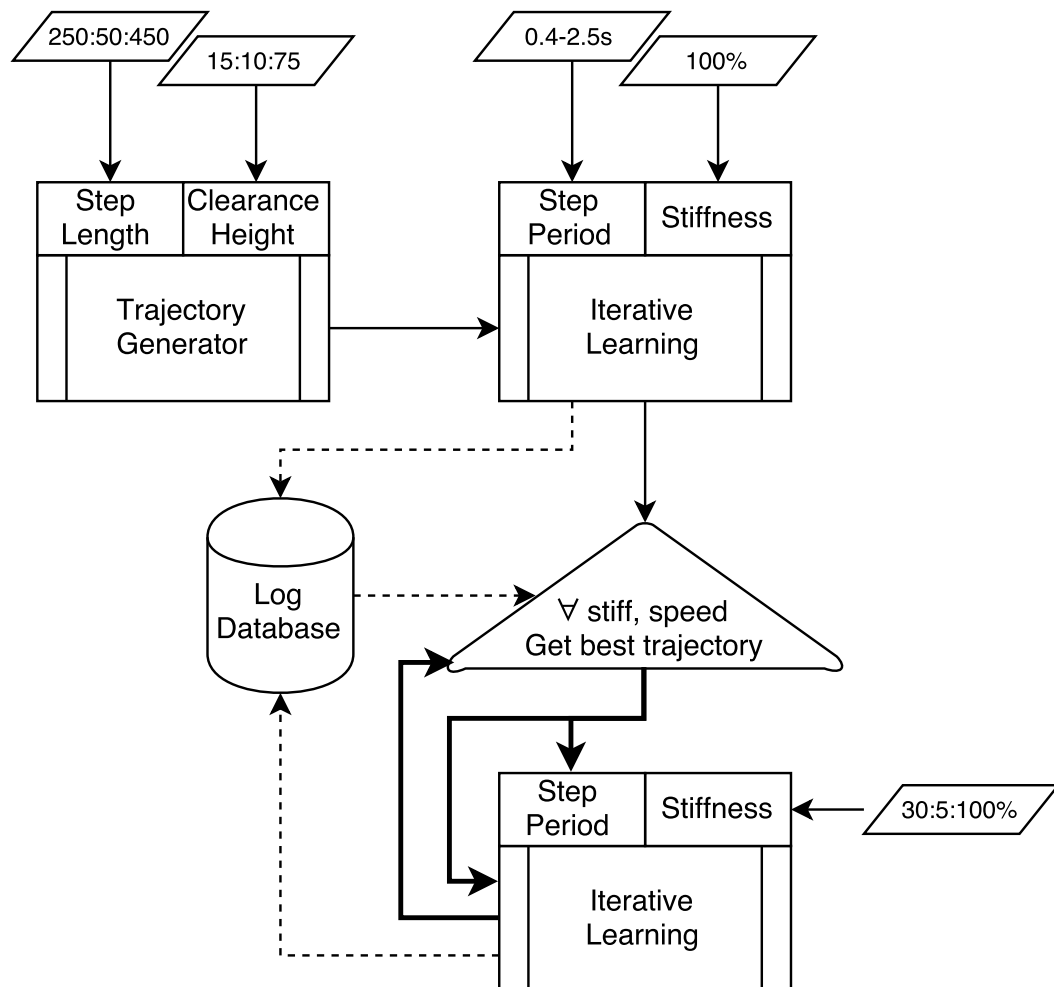 250:50:450
15:10:75
0.4-2.5s
100%
Step
Length
Clearance
Height
Step
Period
Stiffness
Trajectory
Generator
Iterative
Learning
Log
Database
∀ stiff, speed
Get best trajectory
Step
Period
Stiffness
30:5:100%
Iterative
Learning